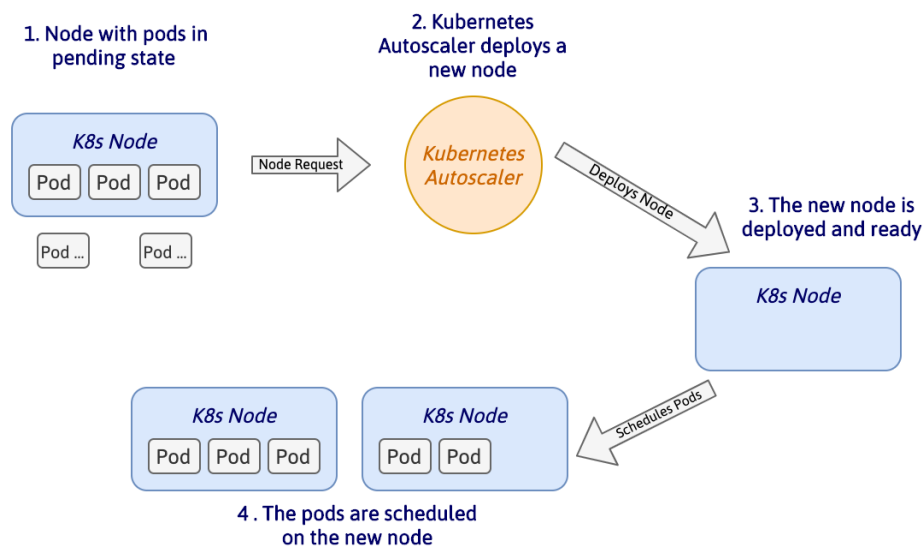 1. Node with pods in
pending state
K8s Node
Pod Pod Pod
Pod ... Pod ...
Node Request
2. Kubernetes
Autoscaler deploys a
new node
Kubernetes
Autoscaler
Deploys Node
3. The new node is
deployed and ready
K8s Node
Schedules Pods
K8s Node
Pod Pod Pod
K8s Node
Pod Pod
4 . The pods are scheduled
on the new node